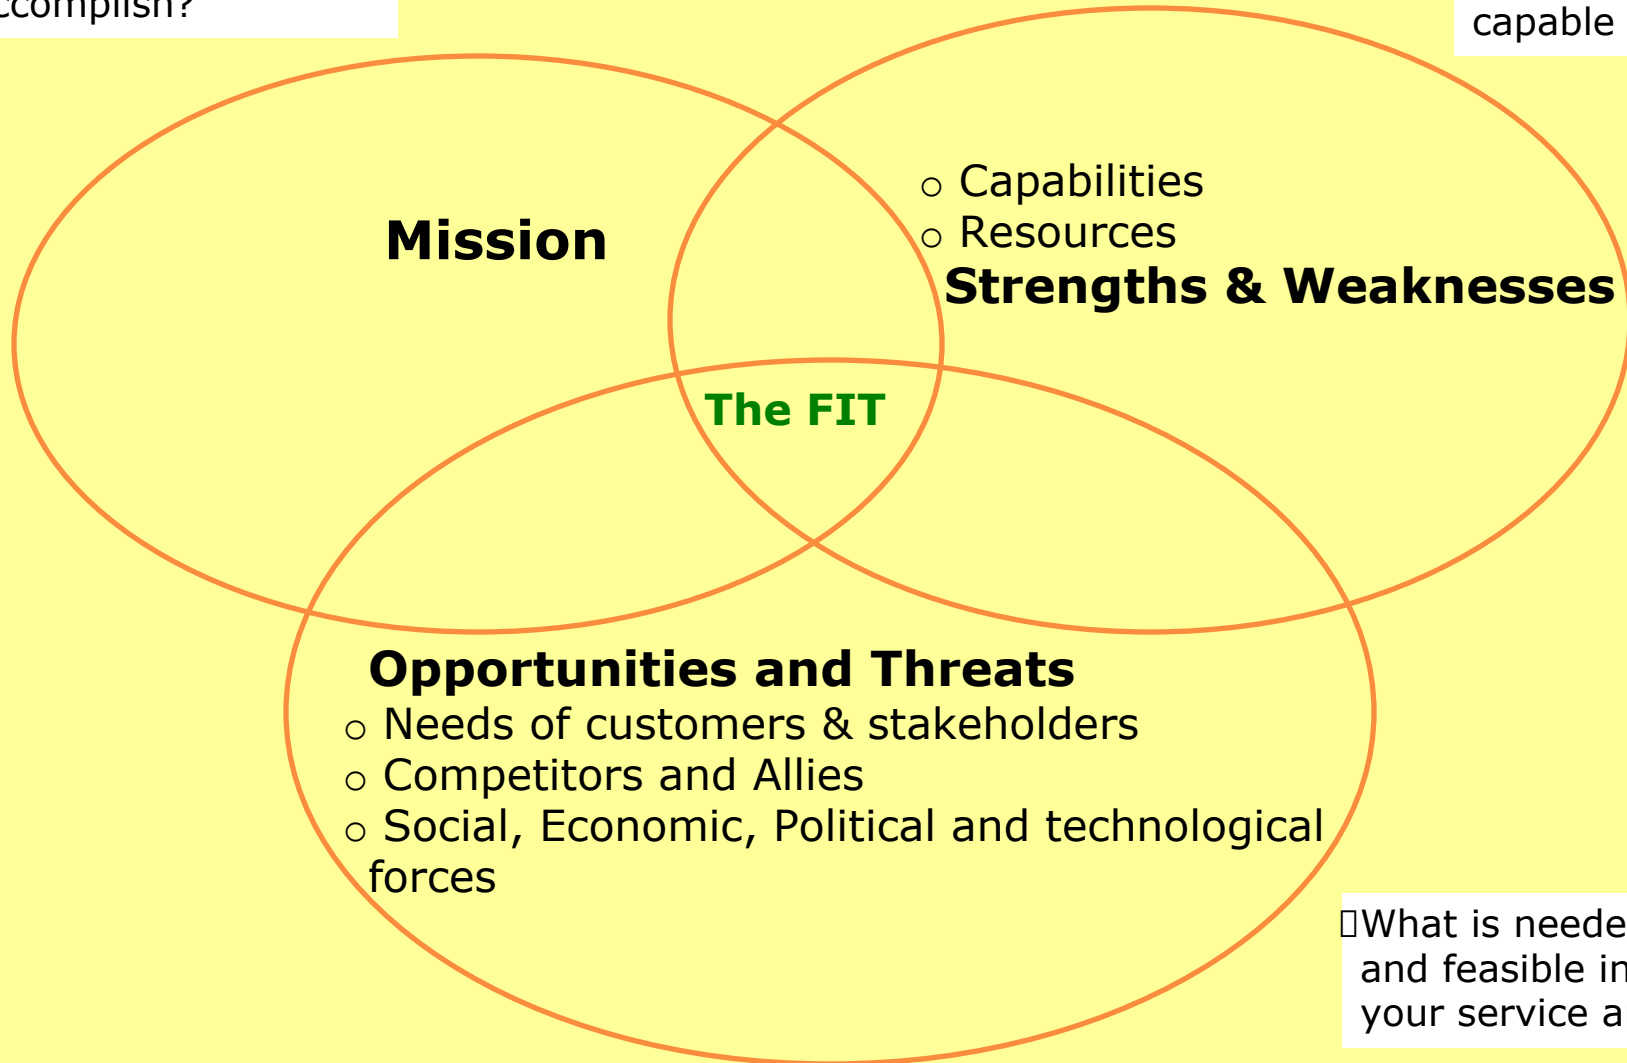 ccomplish?
capable
○ Capabilities
○ Resources
Mission
Strengths & Weaknesses
The FIT
Opportunities and Threats
○ Needs of customers & stakeholders
○ Competitors and Allies
○ Social, Economic, Political and technological
forces
▯What is neede
and feasible in
your service a